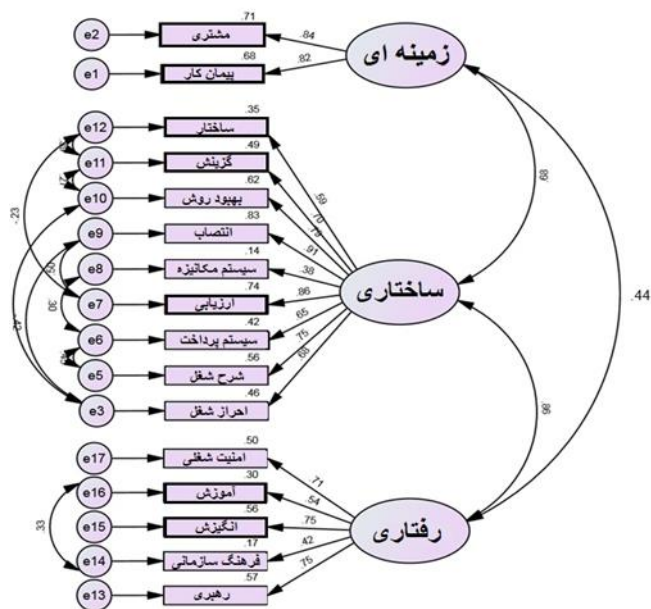 .71
e2
مشتری
.84
زمینه ای
.68
e1
پیمان کار
.82
.35
e12
ساختار
.49
e11
گزینش
.59
.62
e10
بهبود روش
.70
.79
.68
-.23
.83
e9
انتصاب
.91
.14
e8
سیستم مکانیزه
.38
ساختاری
.44
.30
.74
e7
ارزیابی
.86
.42
e6
سیستم پرداخت
.65
.56
e5
شرح شغل
.75
.46
e3
احراز شغل
.68
.86
.50
e17
امنیت شغلی
.71
.30
e16
آموزش
.54
.56
e15
انگیزش
.75
رفتاری
.33
.17
e14
فرهنگ سازمانی
.42
.57
e13
رهبری
.75